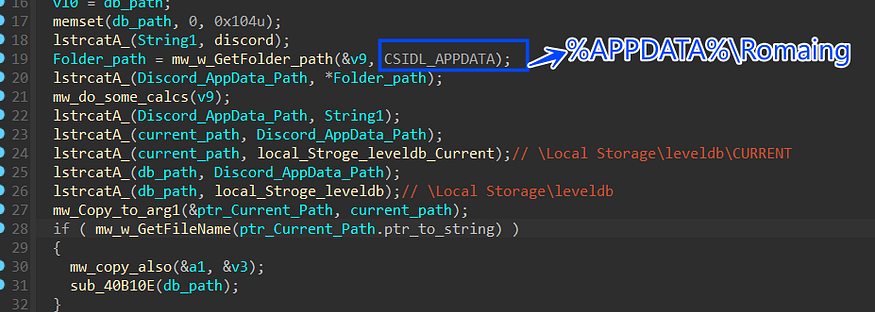 16 v10 = db_path;
17 memset(db_path, 0, 0x104u);
18 lstrcatA_(String1, discord);
19 Folder_path = mw_w_GetFolder_path(&v9, CSIDL_APPDATA); %APPDATA%\Romaing
20 lstrcatA_(Discord_AppData_Path, *Folder_path);
21 mw_do_some_calcs(v9);
22 lstrcatA_(Discord_AppData_Path, String1);
23 lstrcatA_(current_path, Discord_AppData_Path);
24 lstrcatA_(current_path, local_Stroge_leveldb_Current);// \Local Storage\leveldb\CURRENT
25 lstrcatA_(db_path, Discord_AppData_Path);
26 lstrcatA_(db_path, local_Stroge_leveldb);// \Local Storage\leveldb
27 mw_Copy_to_arg1(&ptr_Current_Path, current_path);
28 if ( mw_w_GetFileName(ptr_Current_Path.ptr_to_string) )
29 {
30 mw_copy_also(&a1, &v3);
31 sub_40B10E(db_path);
32 }